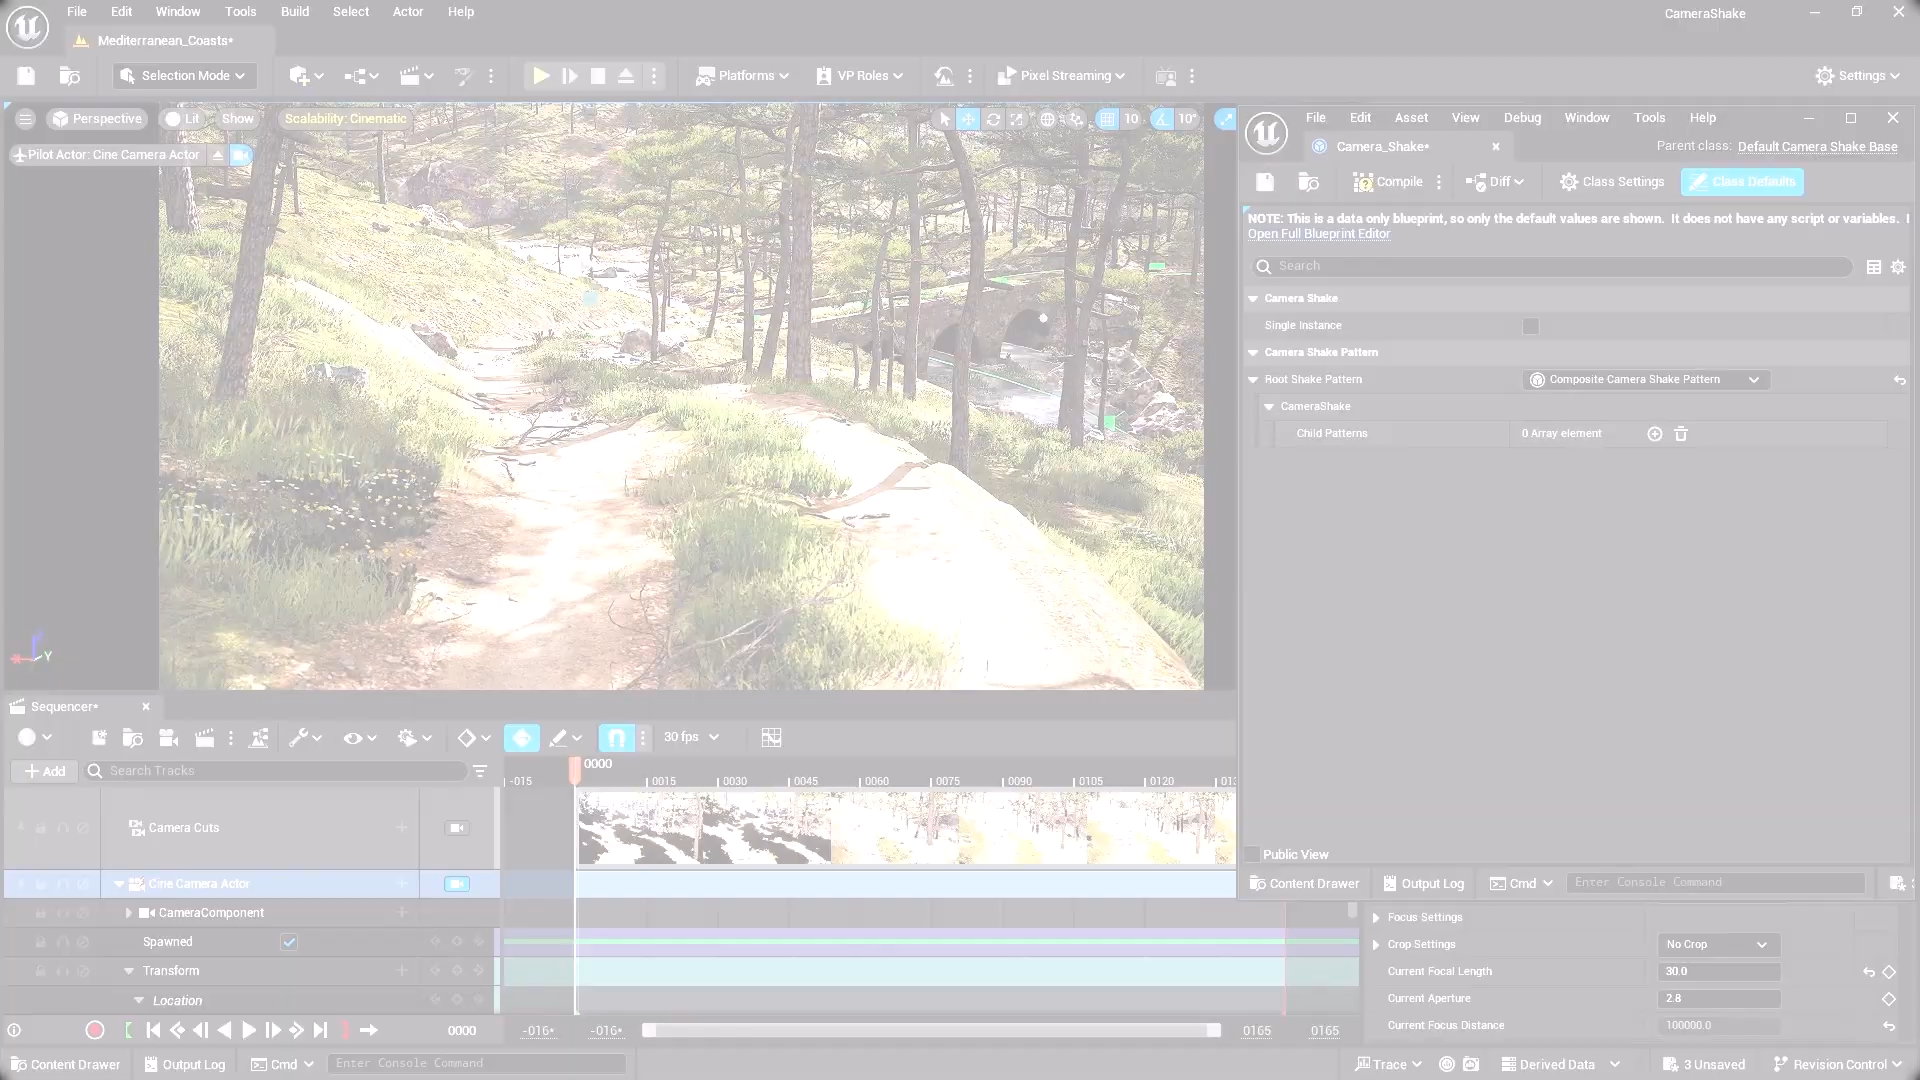 File Edit Window Tools Build Select Actor Help
CameraShake
Mediterranean_Coasts*
Selection Mode
Platforms
VP Roles
Pixel Streaming
Settings
Perspective
Lit
Show
Scalability: Cinematic
10
10°
Pilot Actor: Cine Camera Actor
File Edit Asset View Window Tools Help
Camera_Shake*
Parent class: Default Camera Shake Base
Compile
Diff
Class Settings
Class Defaults
NOTE: This is a data only blueprint, so only the default values are shown. It does not have any script or variables. I
Open Full Blueprint Editor
Search
Camera Shake
Single Instance
Camera Shake Pattern
Root Shake Pattern
Composite Camera Shake Pattern
CameraShake
Child Patterns
0 Array element
Public View
Content Drawer
Output Log
Cmd
Enter Console Command
Y
Sequencer*
30 fps
Add
Search Tracks
0000
-015 0015 0030 0045 0060 0075 0090 0105 0120
Camera Cuts
Cine Camera Actor
CameraComponent
Spawned
Transform
Location
Focus Settings
Crop Settings
No Crop
Current Focal Length
30.0
Current Aperture
2.8
Current Focus Distance
100000.0
0000
-016* -016* 0165 0165
Content Drawer
Output Log
Cmd
Enter Console Command
Trace
Derived Data
3 Unsaved
Revision Control